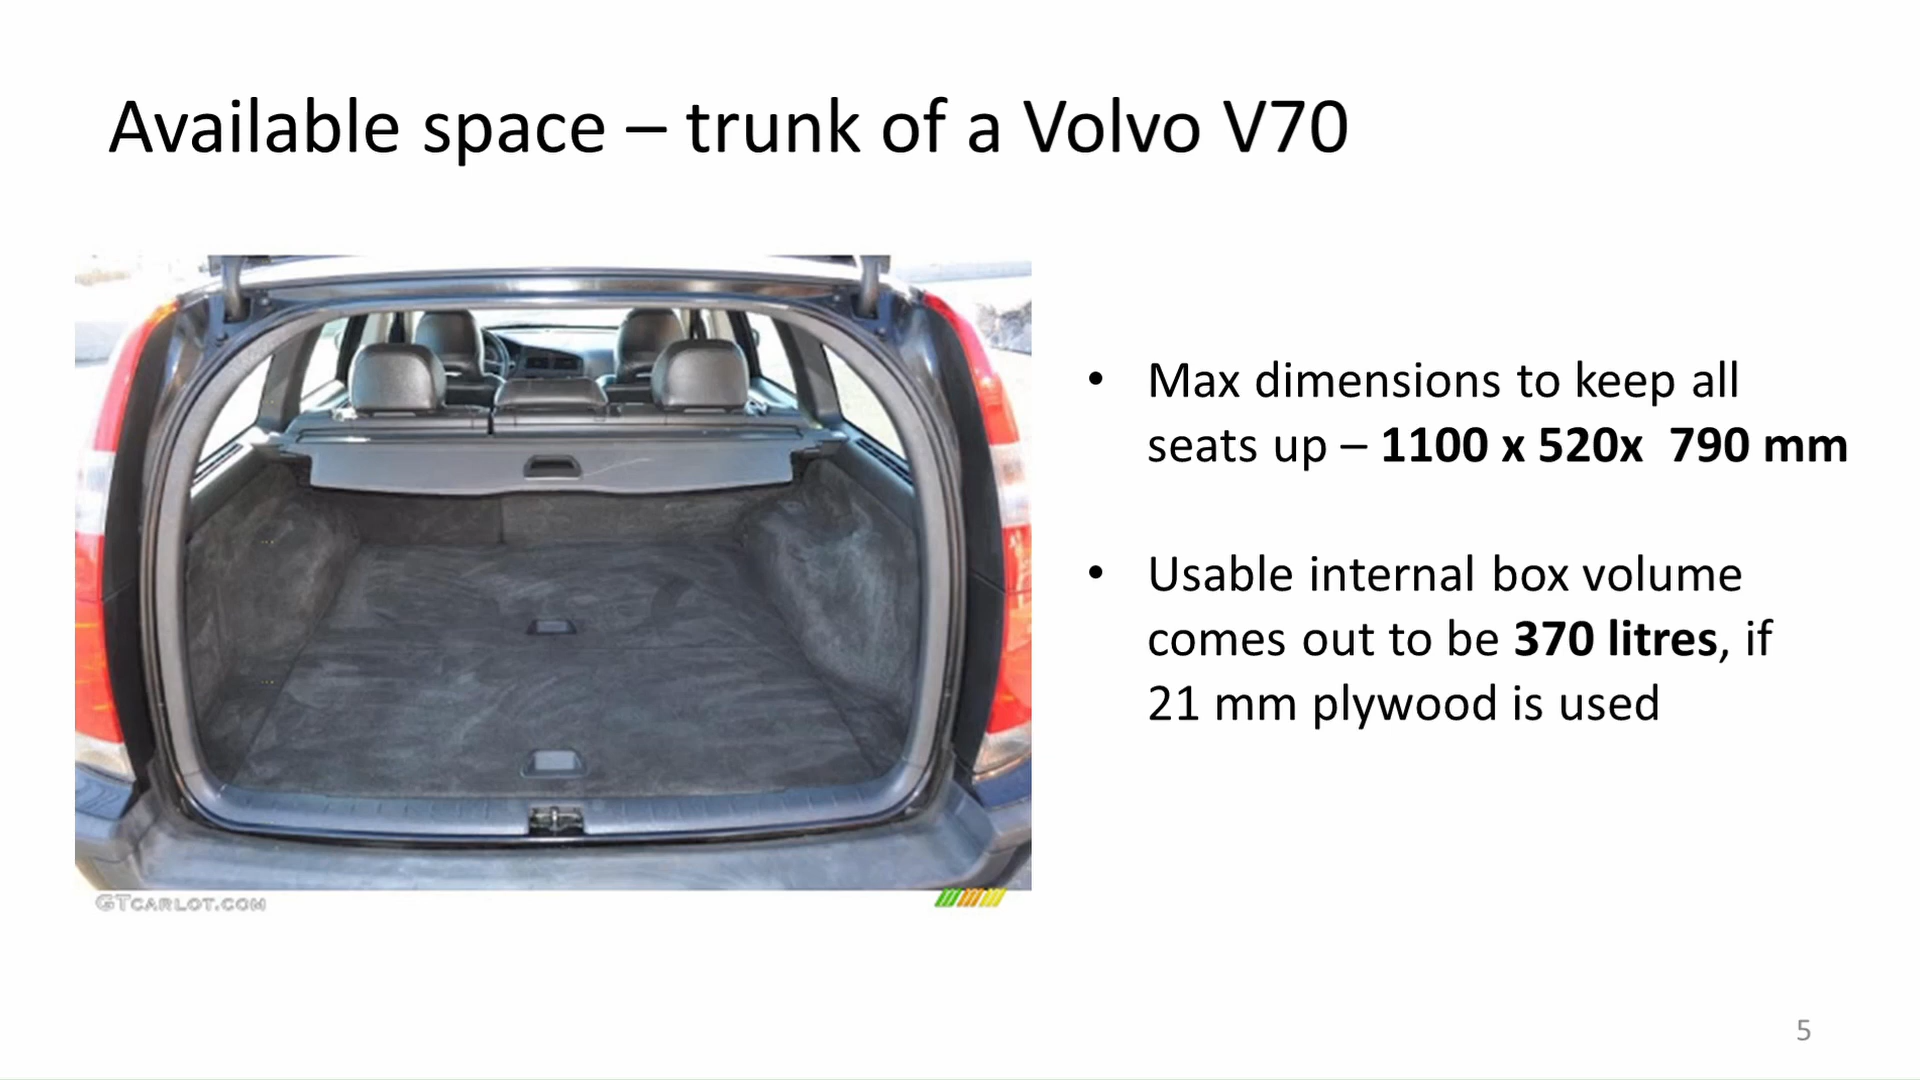 Available space – trunk of a Volvo V70
• Max dimensions to keep all
seats up – 1100 x 520x  790 mm
• Usable internal box volume
comes out to be 370 litres, if
21 mm plywood is used
GTCARLOT.COM
5